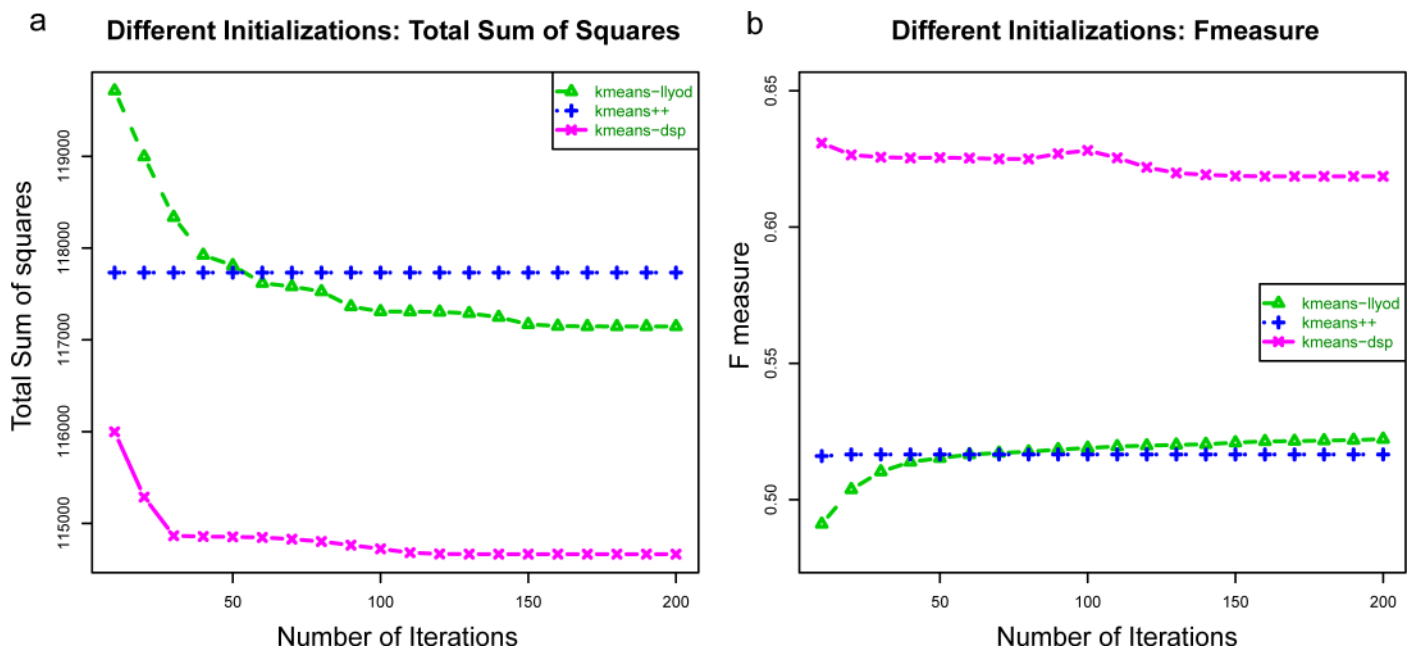 a
Different Initializations: Total Sum of Squares
kmeans-llyod
kmeans++
kmeans-dsp
Total Sum of squares
119000
118000
117000
116000
115000
50
100
150
200
Number of Iterations
b
Different Initializations: Fmeasure
kmeans-llyod
kmeans++
kmeans-dsp
F measure
0.65
0.60
0.55
0.50
50
100
150
200
Number of Iterations